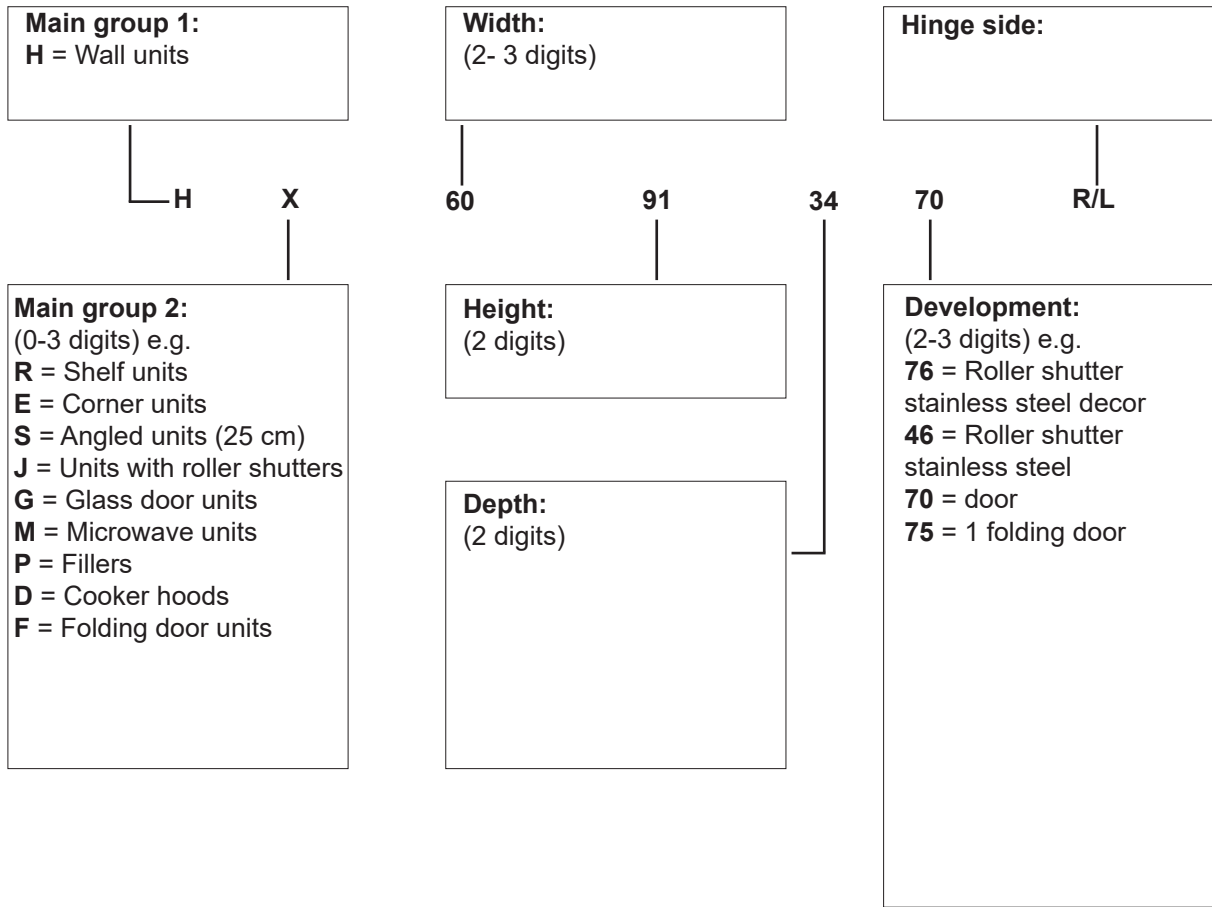 Main group 1:
H = Wall units
Width:
(2- 3 digits)
Hinge side:
H X 60 91 34 70 R/L
Main group 2:
(0-3 digits) e.g.
R = Shelf units
E = Corner units
S = Angled units (25 cm)
J = Units with roller shutters
G = Glass door units
M = Microwave units
P = Fillers
D = Cooker hoods
F = Folding door units
Height:
(2 digits)
Depth:
(2 digits)
Development:
(2-3 digits) e.g.
76 = Roller shutter
stainless steel decor
46 = Roller shutter
stainless steel
70 = door
75 = 1 folding door